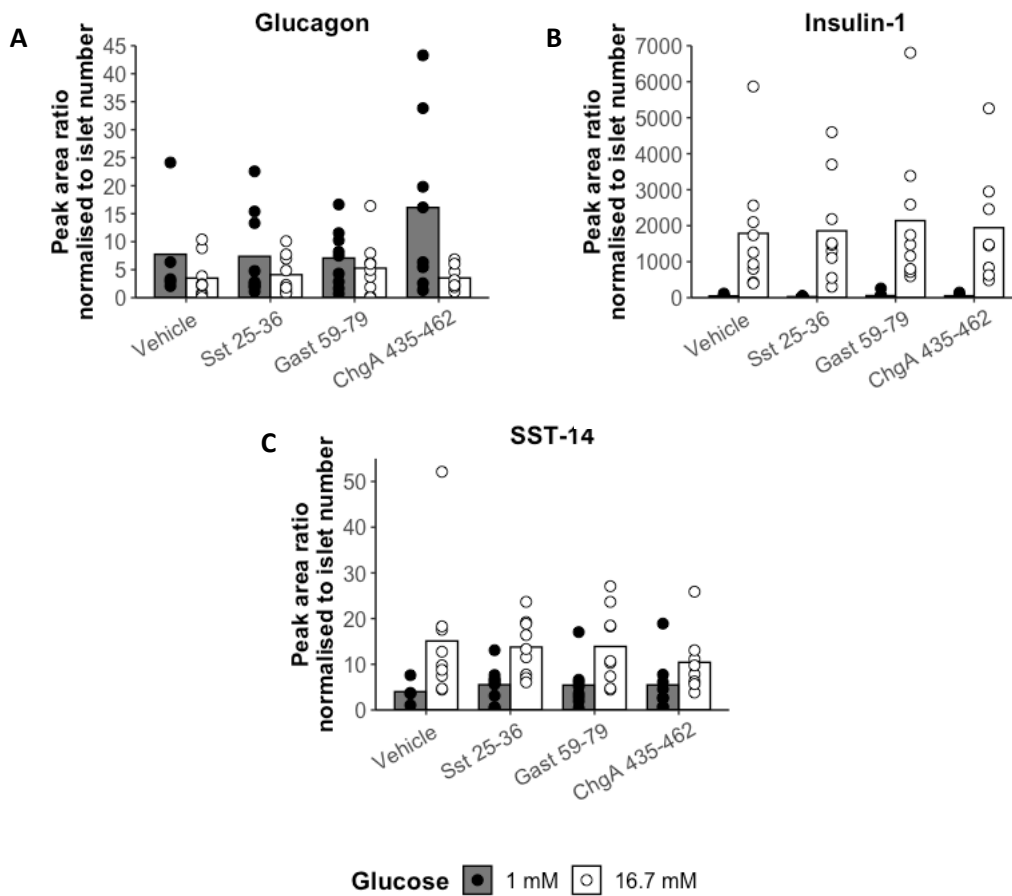 A
Glucagon
Peak area ratio
normalised to islet number
45
40
35
30
25
20
15
10
5
0
Vehicle
Sst 25-36
Gast 59-79
ChgA 435-462
B
Insulin-1
Peak area ratio
normalised to islet number
7000
6000
5000
4000
3000
2000
1000
0
Vehicle
Sst 25-36
Gast 59-79
ChgA 435-462
C
SST-14
Peak area ratio
normalised to islet number
50
40
30
20
10
0
Vehicle
Sst 25-36
Gast 59-79
ChgA 435-462
Glucose 1 mM 16.7 mM